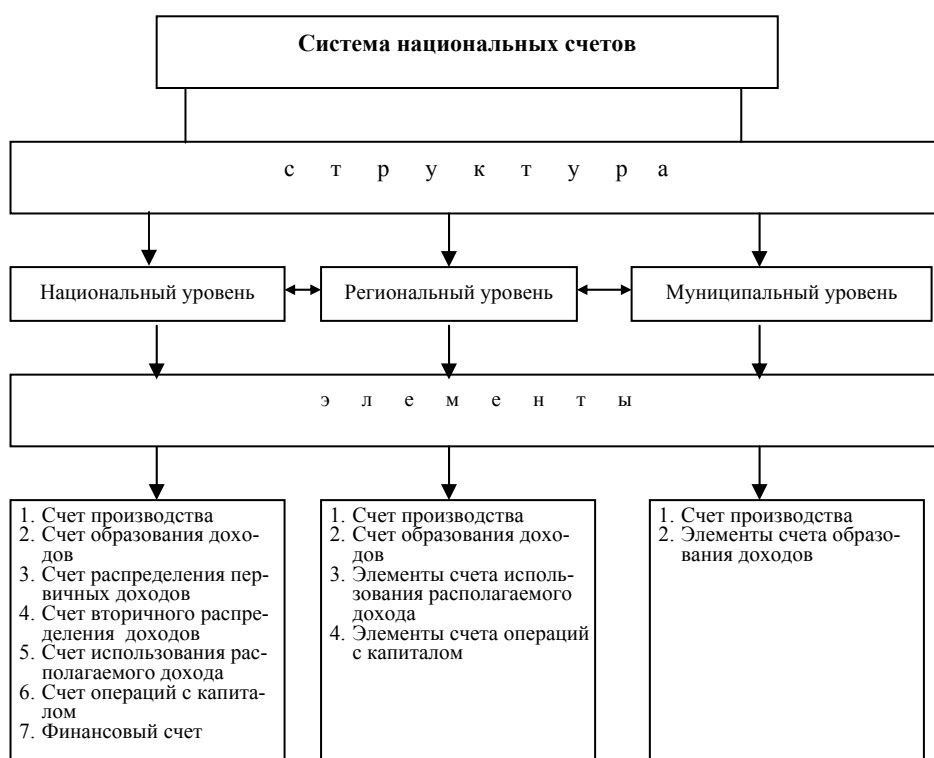 Система национальных счетов
с т р у к т у р а
Национальный уровень
Региональный уровень
Муниципальный уровень
э л е м е н т ы
1. Счет производства
2. Счет образования дохо-
дов
3. Счет распределения пер-
вичных доходов
4. Счет вторичного распре-
деления доходов
5. Счет использования рас-
полагаемого дохода
6. Счет операций с капита-
лом
7. Финансовый счет
1. Счет производства
2. Счет образования дохо-
дов
3. Элементы счета исполь-
зования располагаемого
дохода
4. Элементы счета операций
с капиталом
1. Счет производства
2. Элементы счета образо-
вания доходов